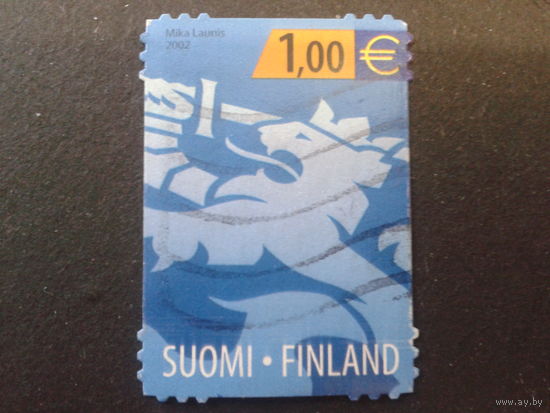 Mika Launis
2002
1,00 €
SUOMI • FINLAND
www.ay.by